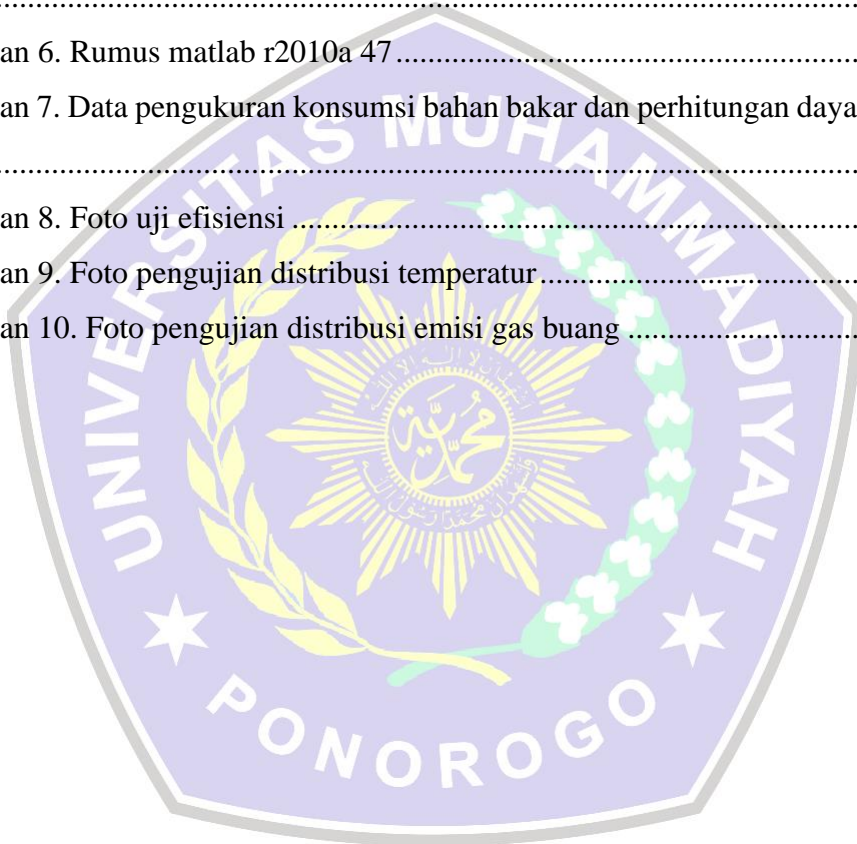 ................................................................................
an 6. Rumus matlab r2010a 47..........................................
an 7. Data pengukuran konsumsi bahan bakar dan perhitungan daya
................................................................................
an 8. Foto uji efisiensi .....................................................
an 9. Foto pengujian distribusi temperatur..............................
an 10. Foto pengujian distribusi emisi gas buang .....................
UNIVERSITAS MUHAMMADIYAH
PONOROGO